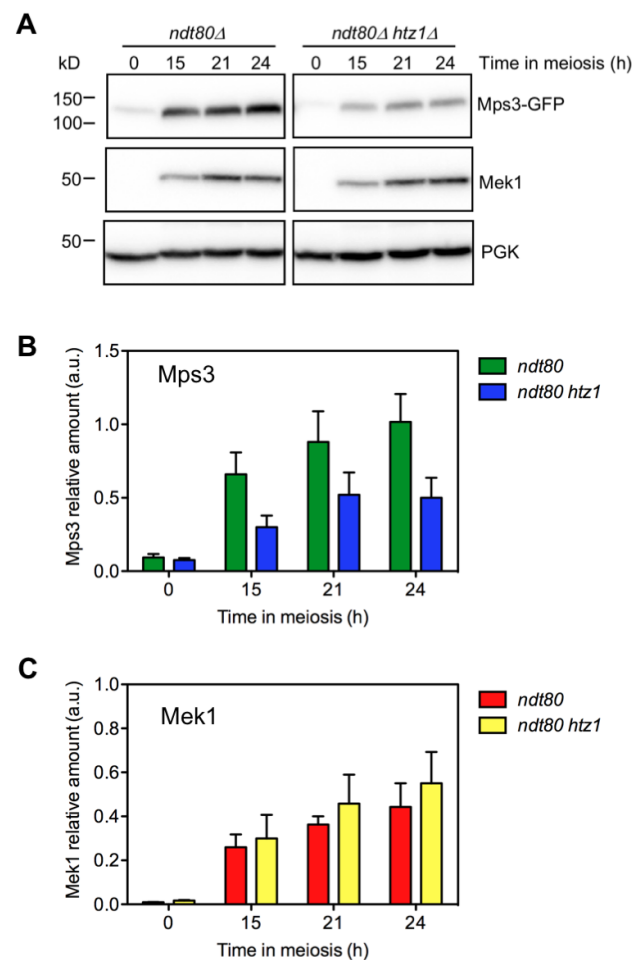 A
ndt80Δ ndt80Δ htz1Δ
kD 0 15 21 24 0 15 21 24 Time in meiosis (h)
150–
100–
Mps3-GFP
50–
Mek1
50–
PGK
B
Mps3
Mps3 relative amount (a.u.)
1.5
1.0
0.5
0.0
0 15 21 24
Time in meiosis (h)
ndt80
ndt80 htz1
C
Mek1
Mek1 relative amount (a.u.)
1.0
0.8
0.6
0.4
0.2
0.0
0 15 21 24
Time in meiosis (h)
ndt80
ndt80 htz1